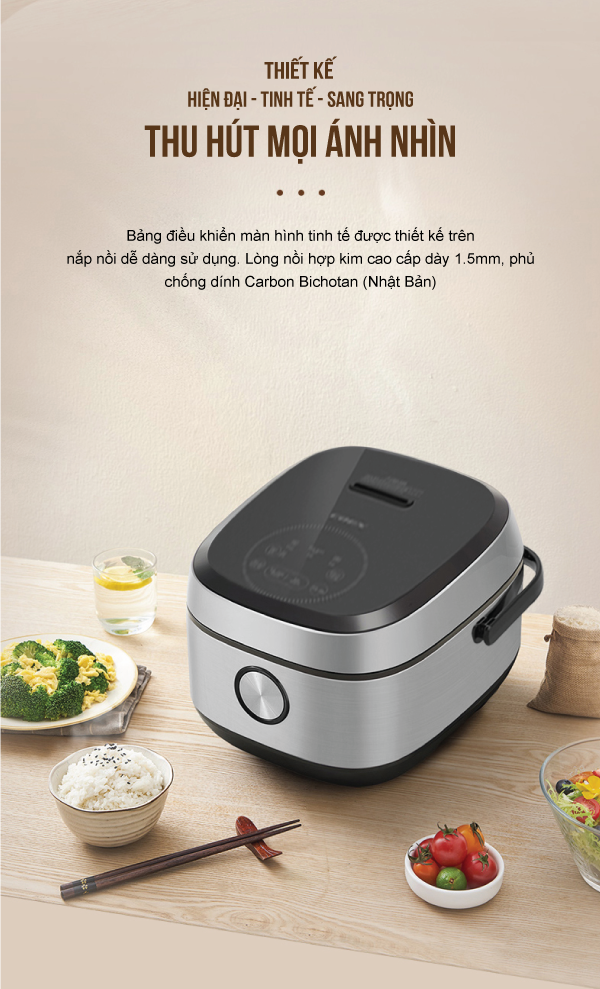 THIẾT KẾ
HIỆN ĐẠI - TINH TẾ - SANG TRỌNG
THU HÚT MỌI ÁNH NHÌN
Bảng điều khiển màn hình tinh tế được thiết kế trên
nắp nồi dễ dàng sử dụng. Lòng nồi hợp kim cao cấp dày 1.5mm, phủ
chống dính Carbon Bichotan (Nhật Bản)